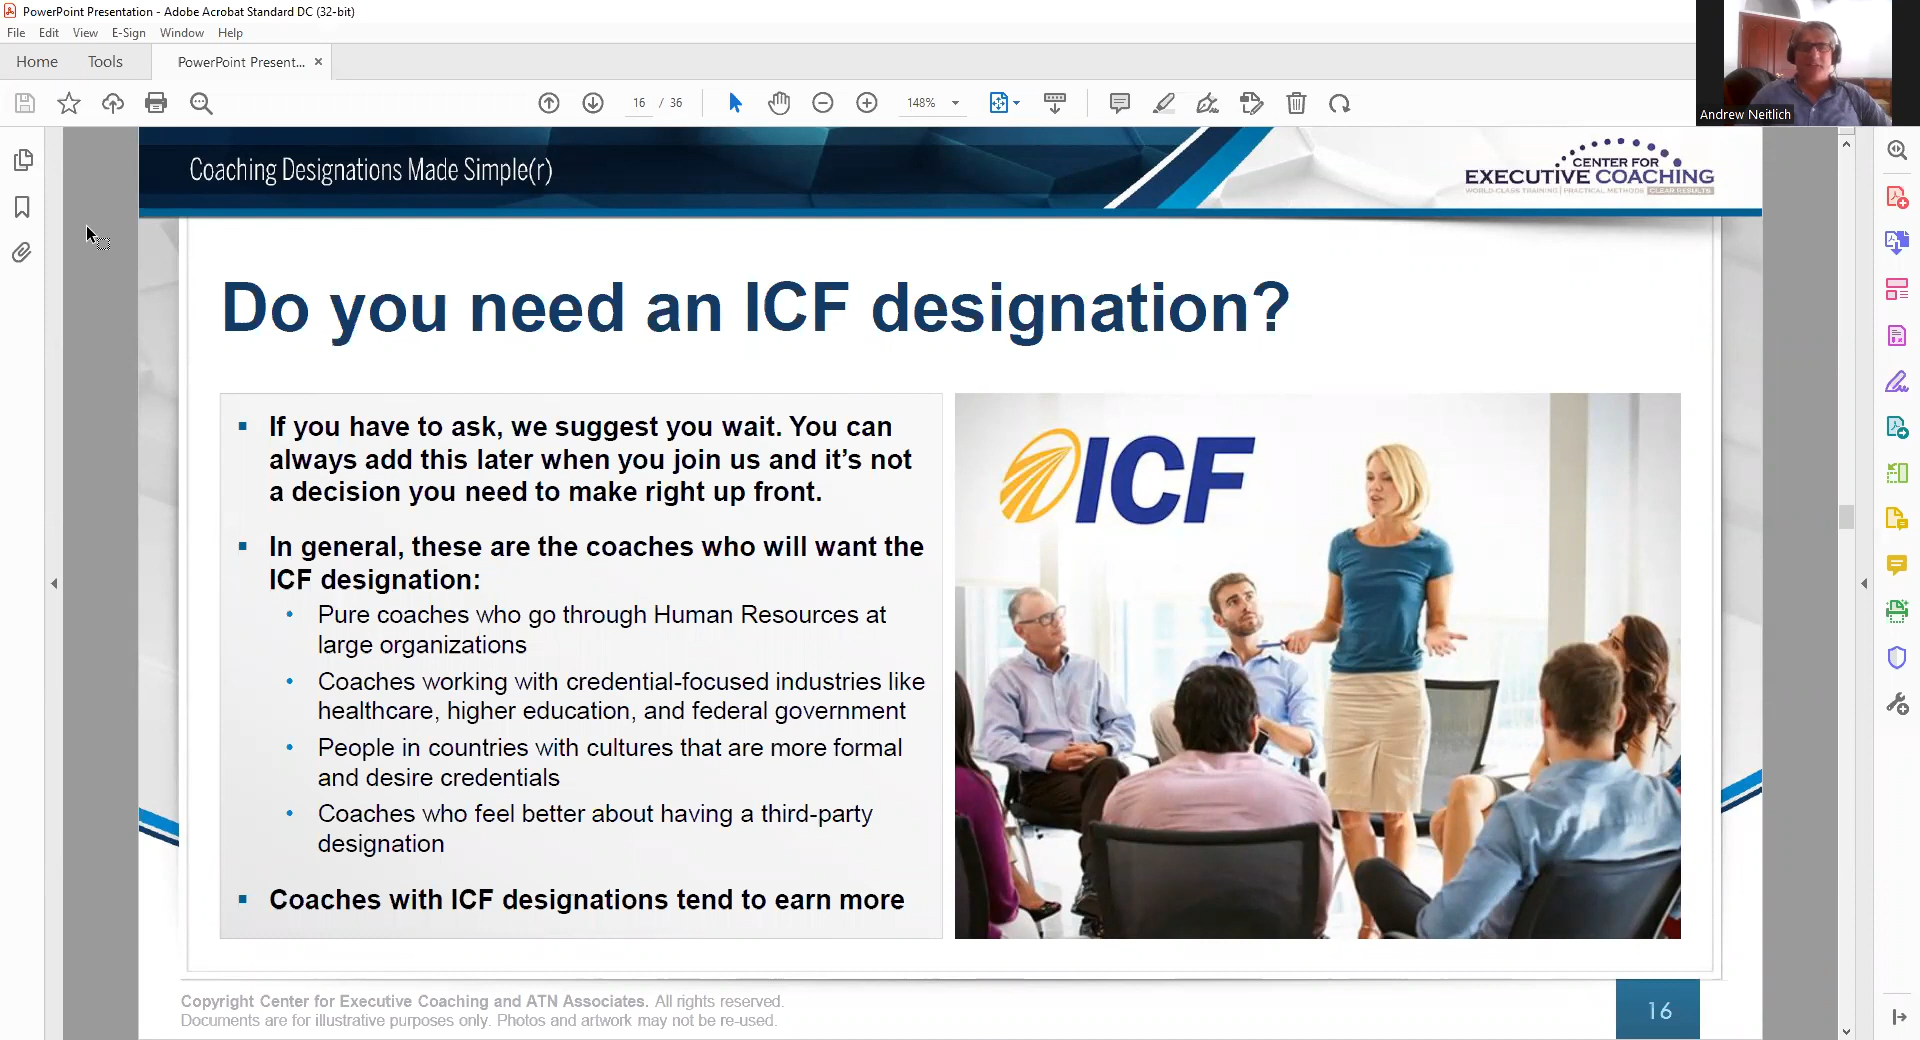 PowerPoint Presentation - Adobe Acrobat Standard DC (32-bit)
File Edit View E-Sign Window Help
Home Tools PowerPoint Present... ×
16 / 36 148%
Andrew Neitlich
Coaching Designations Made Simple(r)
CENTER FOR
EXECUTIVE COACHING
WORLD-CLASS TRAINING | PRACTICAL METHODS | CLEAR RESULTS
Do you need an ICF designation?
▪ If you have to ask, we suggest you wait. You can
always add this later when you join us and it’s not
a decision you need to make right up front.
▪ In general, these are the coaches who will want the
ICF designation:
• Pure coaches who go through Human Resources at
large organizations
• Coaches working with credential-focused industries like
healthcare, higher education, and federal government
• People in countries with cultures that are more formal
and desire credentials
• Coaches who feel better about having a third-party
designation
▪ Coaches with ICF designations tend to earn more
ICF
Copyright Center for Executive Coaching and ATN Associates. All rights reserved.
Documents are for illustrative purposes only. Photos and artwork may not be re-used.
16